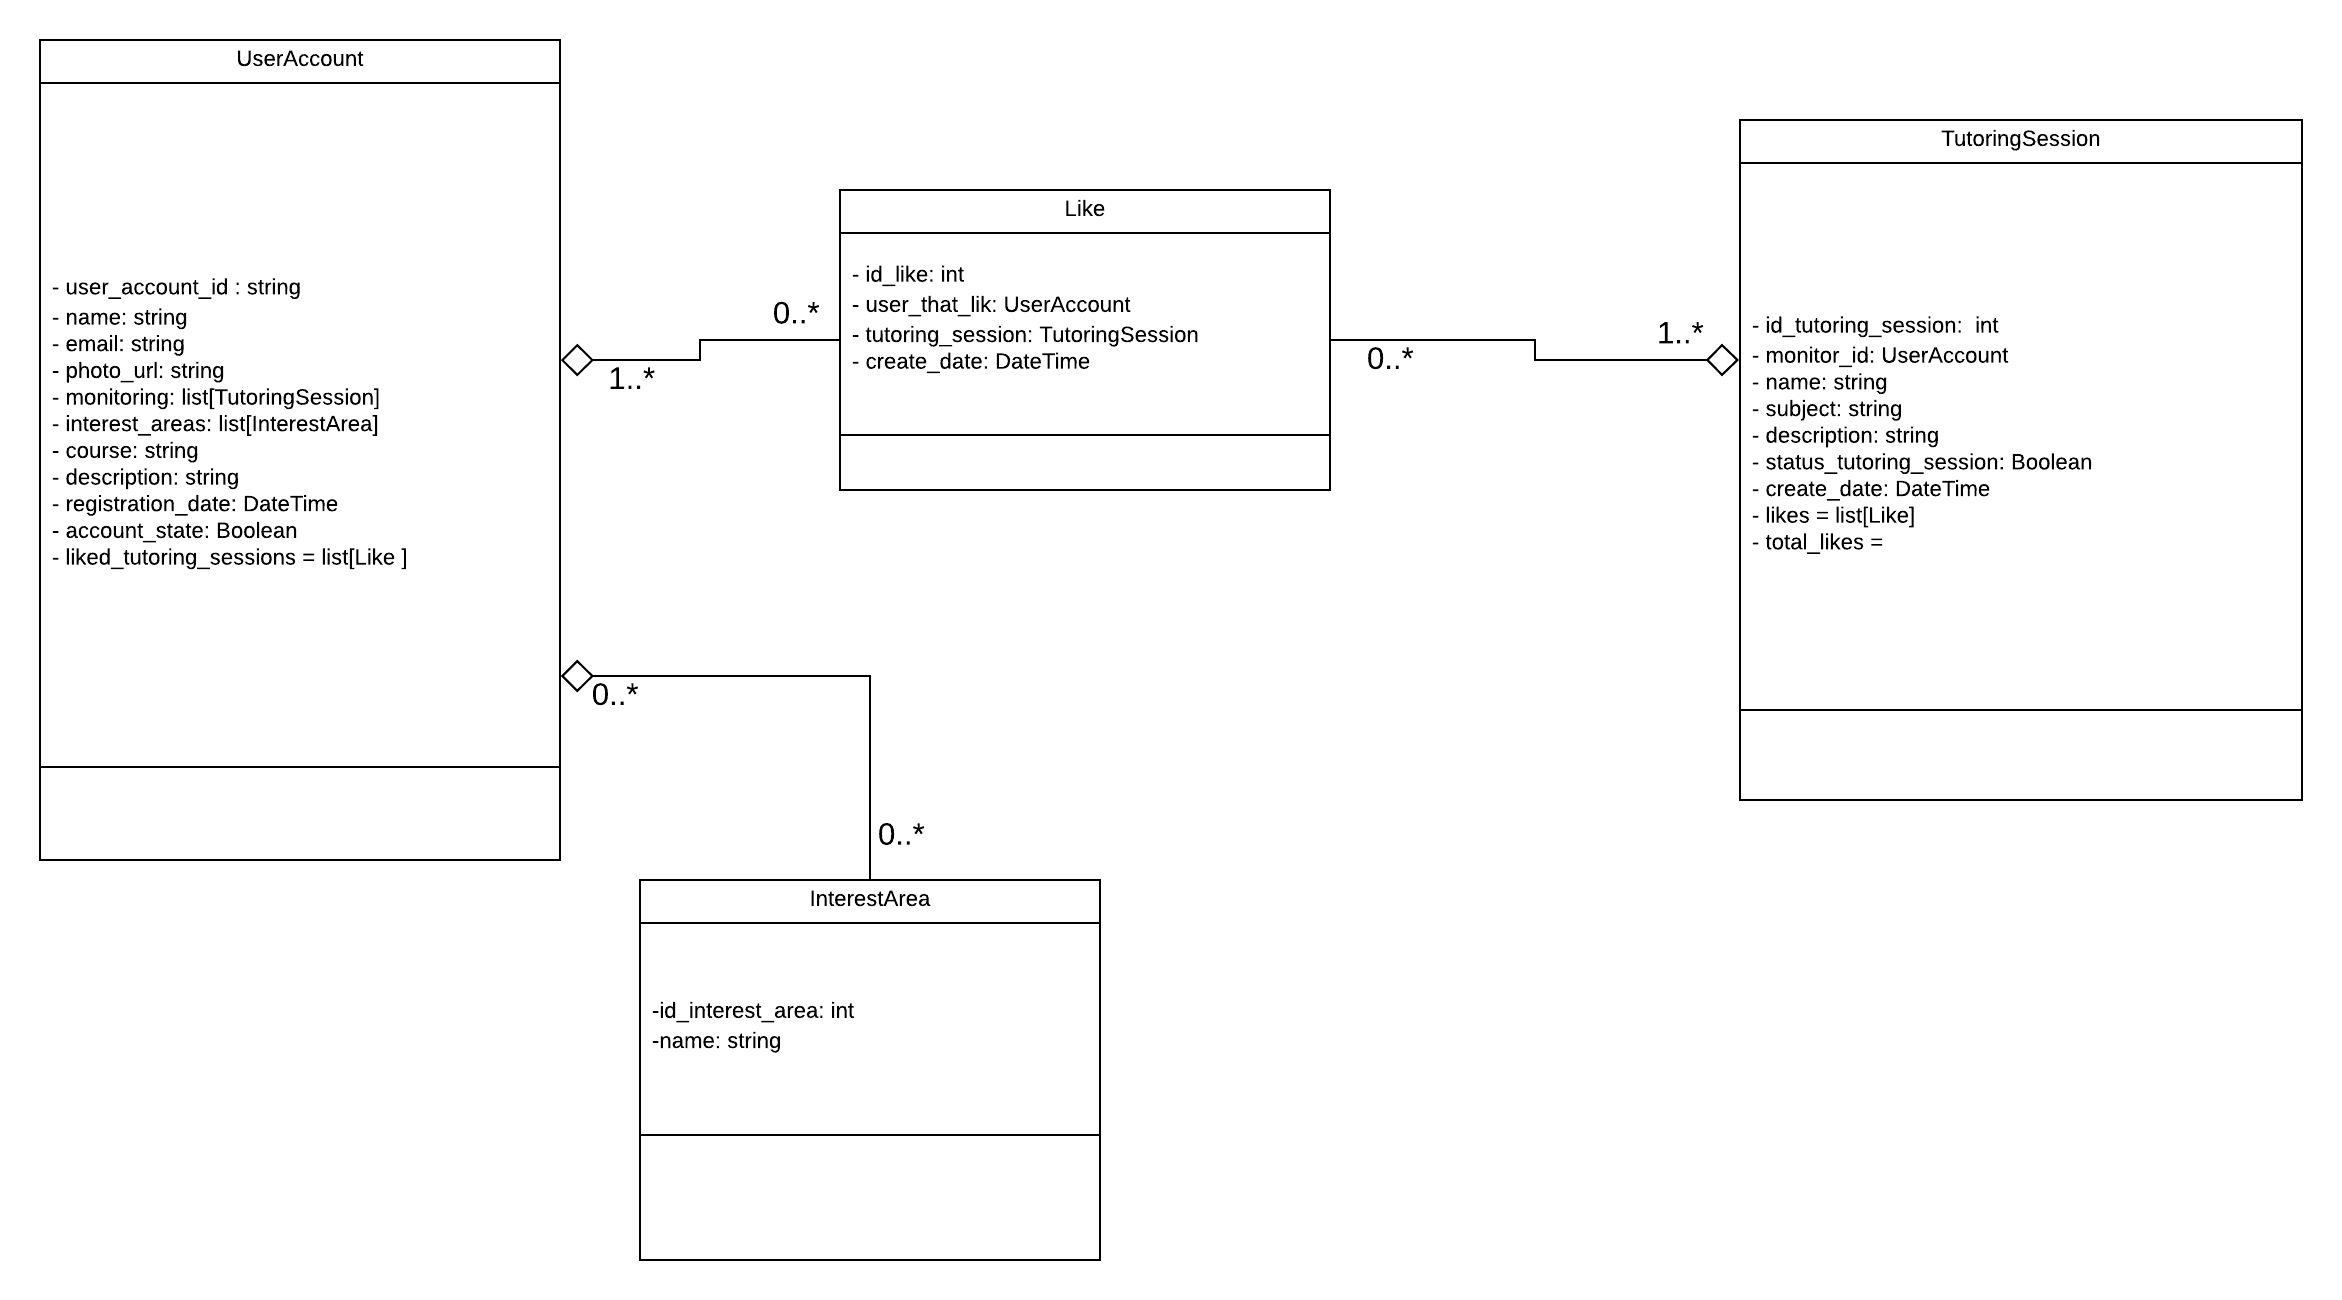 UserAccount
- user_account_id : string
- name: string
- email: string
- photo_url: string
- monitoring: list[TutoringSession]
- interest_areas: list[InterestArea]
- course: string
- description: string
- registration_date: DateTime
- account_state: Boolean
- liked_tutoring_sessions = list[Like ]
1..*
0..*
Like
- id_like: int
- user_that_lik: UserAccount
- tutoring_session: TutoringSession
- create_date: DateTime
0..*
1..*
TutoringSession
- id_tutoring_session:  int
- monitor_id: UserAccount
- name: string
- subject: string
- description: string
- status_tutoring_session: Boolean
- create_date: DateTime
- likes = list[Like]
- total_likes =
0..*
0..*
InterestArea
-id_interest_area: int
-name: string